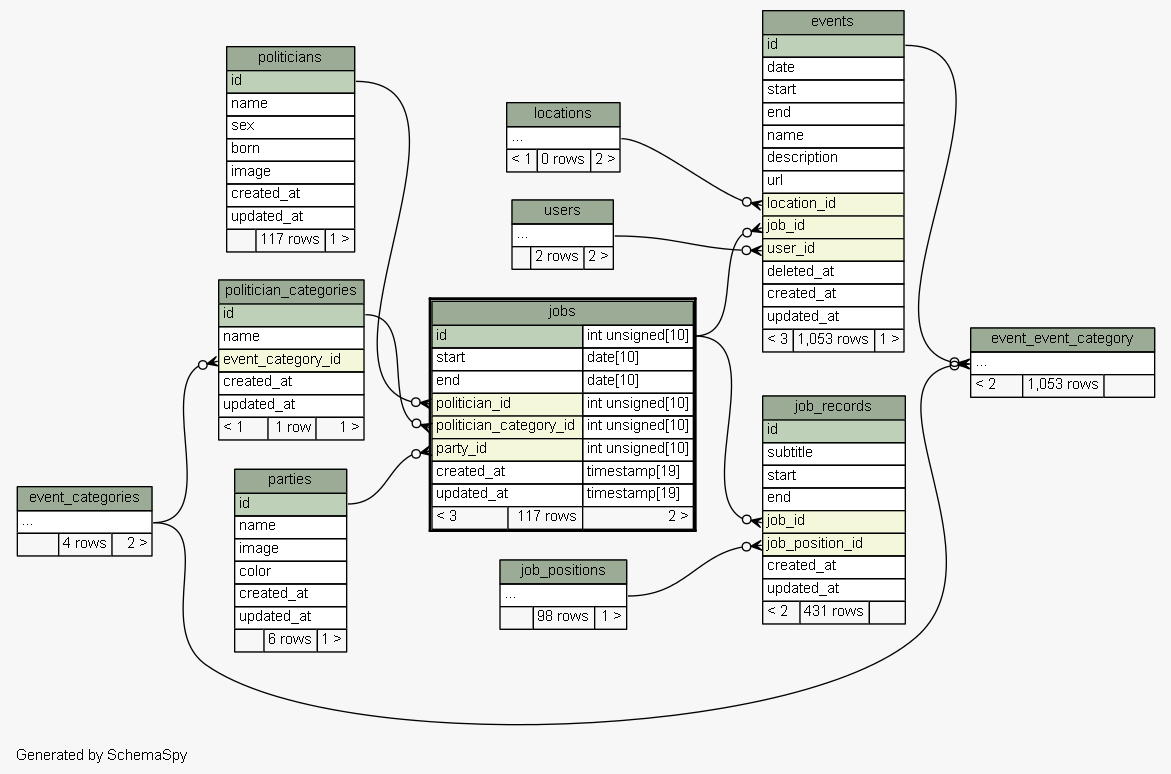 politicians
id
name
sex
born
image
created_at
updated_at
117 rows 1 >
politician_categories
id
name
event_category_id
created_at
updated_at
< 1 1 row 1 >
event_categories
...
4 rows 2 >
parties
id
name
image
color
created_at
updated_at
6 rows 1 >
locations
...
< 1 0 rows 2 >
users
...
2 rows 2 >
jobs
id int unsigned[10]
start date[10]
end date[10]
politician_id int unsigned[10]
politician_category_id int unsigned[10]
party_id int unsigned[10]
created_at timestamp[19]
updated_at timestamp[19]
< 3 117 rows 2 >
job_positions
...
98 rows 1 >
events
id
date
start
end
name
description
url
location_id
job_id
user_id
deleted_at
created_at
updated_at
< 3 1,053 rows 1 >
job_records
id
subtitle
start
end
job_id
job_position_id
created_at
updated_at
< 2 431 rows
event_event_category
...
< 2 1,053 rows
Generated by SchemaSpy